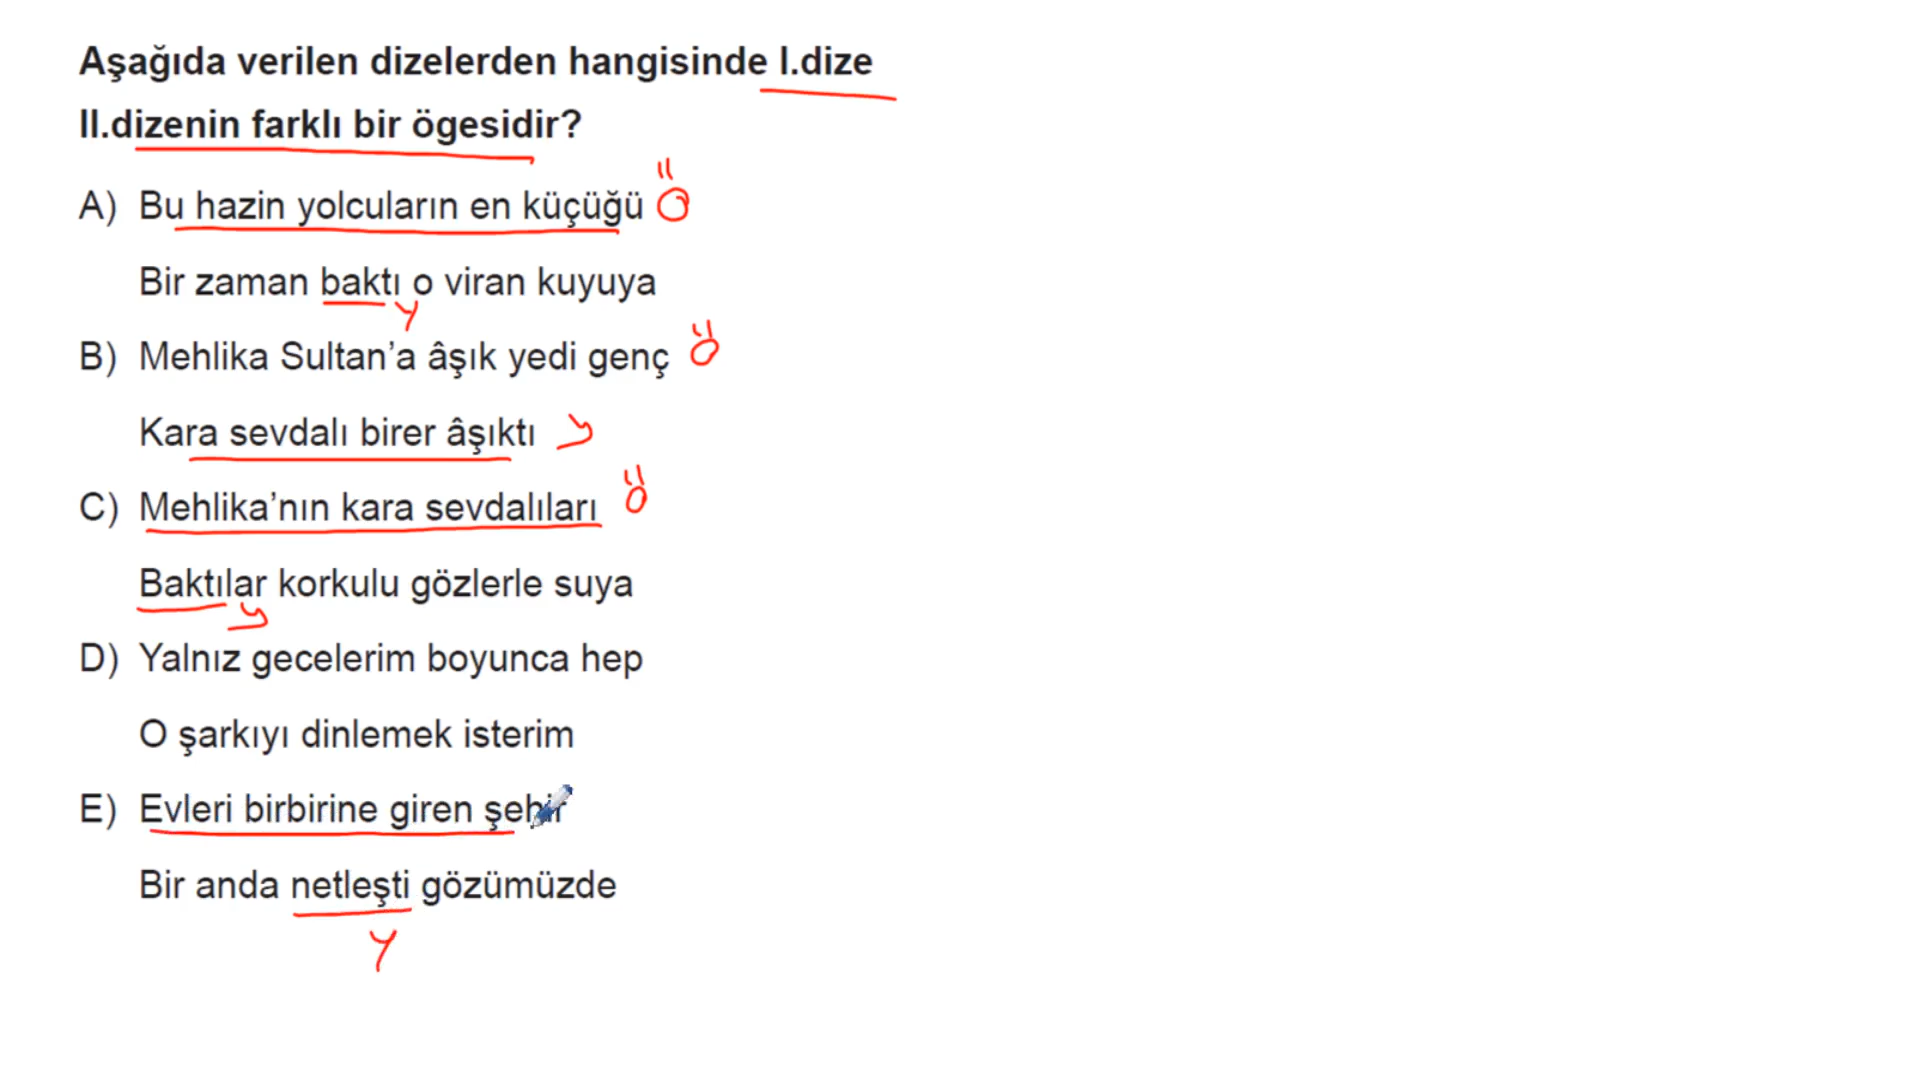 Aşağıda verilen dizelerden hangisinde I.dize
II.dizenin farklı bir ögesidir?
A) Bu hazin yolcuların en küçüğü Ö
Bir zaman baktı o viran kuyuya
Y
B) Mehlika Sultan’a âşık yedi genç Ö
Kara sevdalı birer âşıktı Y
C) Mehlika’nın kara sevdalıları Ö
Baktılar korkulu gözlerle suya
Y
D) Yalnız gecelerim boyunca hep
O şarkıyı dinlemek isterim
E) Evleri birbirine giren şehir
Bir anda netleşti gözümüzde
Y